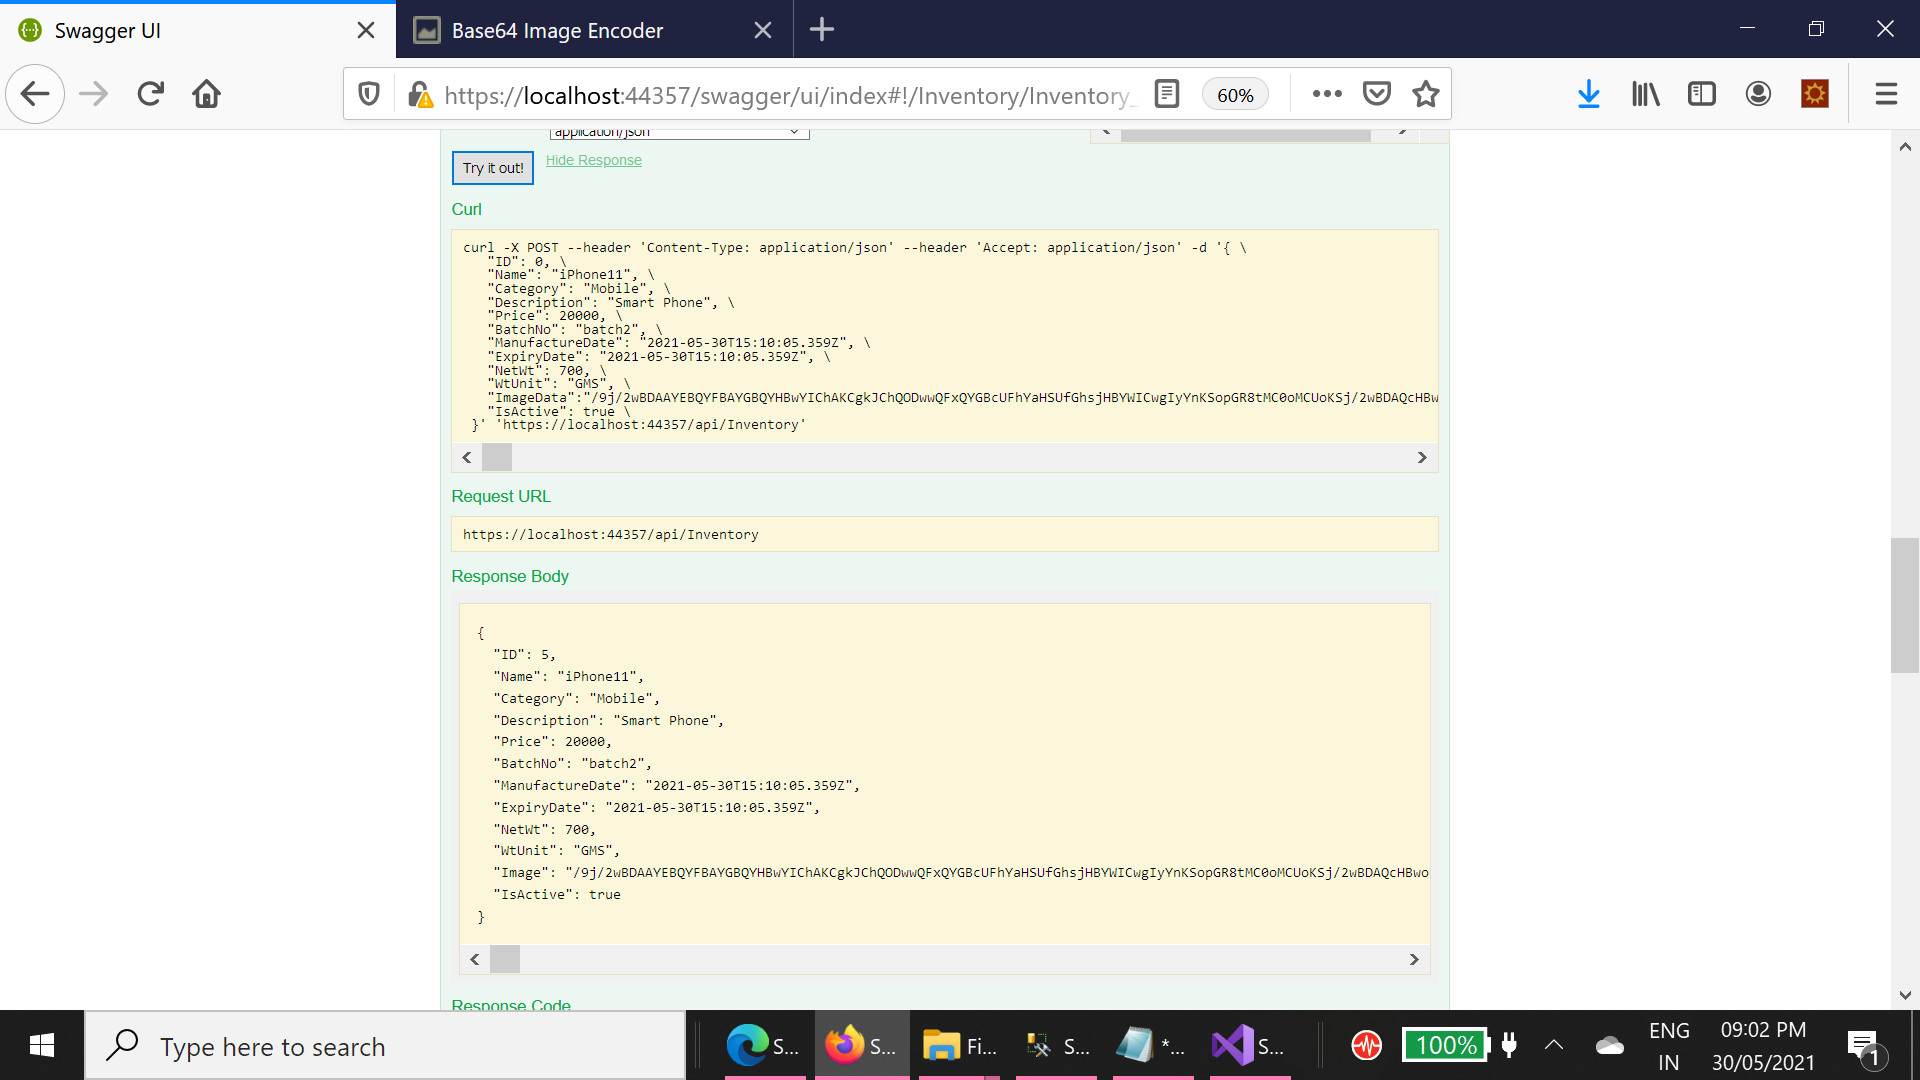 Swagger UI
Base64 Image Encoder
https://localhost:44357/swagger/ui/index#!/Inventory/Inventory_
60%
application/json
Try it out!
Hide Response
Curl
curl -X POST --header 'Content-Type: application/json' --header 'Accept: application/json' -d '{ \
"ID": 0, \
"Name": "iPhone11", \
"Category": "Mobile", \
"Description": "Smart Phone", \
"Price": 20000, \
"BatchNo": "batch2", \
"ManufactureDate": "2021-05-30T15:10:05.359Z", \
"ExpiryDate": "2021-05-30T15:10:05.359Z", \
"NetWt": 700, \
"WtUnit": "GMS", \
"ImageData":"/9j/2wBDAAYEBQYFBAYGBQYHBwYIChAKCgkJChQODwwQFxQYGBcUFhYaHSUfGhsjHBYWICwgIyYnKSopGR8tMC0oMCUoKSj/2wBDAQcHBw
"IsActive": true \
}' 'https://localhost:44357/api/Inventory'
Request URL
https://localhost:44357/api/Inventory
Response Body
{
"ID": 5,
"Name": "iPhone11",
"Category": "Mobile",
"Description": "Smart Phone",
"Price": 20000,
"BatchNo": "batch2",
"ManufactureDate": "2021-05-30T15:10:05.359Z",
"ExpiryDate": "2021-05-30T15:10:05.359Z",
"NetWt": 700,
"WtUnit": "GMS",
"Image": "/9j/2wBDAAYEBQYFBAYGBQYHBwYIChAKCgkJChQODwwQFxQYGBcUFhYaHSUfGhsjHBYWICwgIyYnKSopGR8tMC0oMCUoKSj/2wBDAQcHBwo
"IsActive": true
}
Response Code
Type here to search
S...
S...
Fi...
S...
*...
S...
100%
ENG
IN
09:02 PM
30/05/2021
1